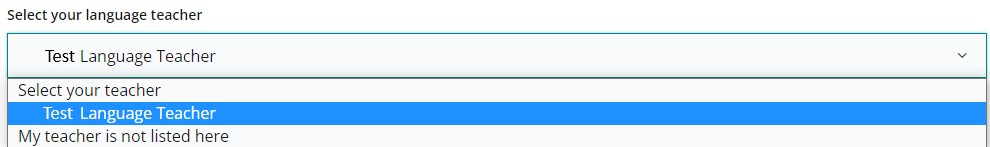 Select your language teacher
Test Language Teacher
Select your teacher
Test Language Teacher
My teacher is not listed here